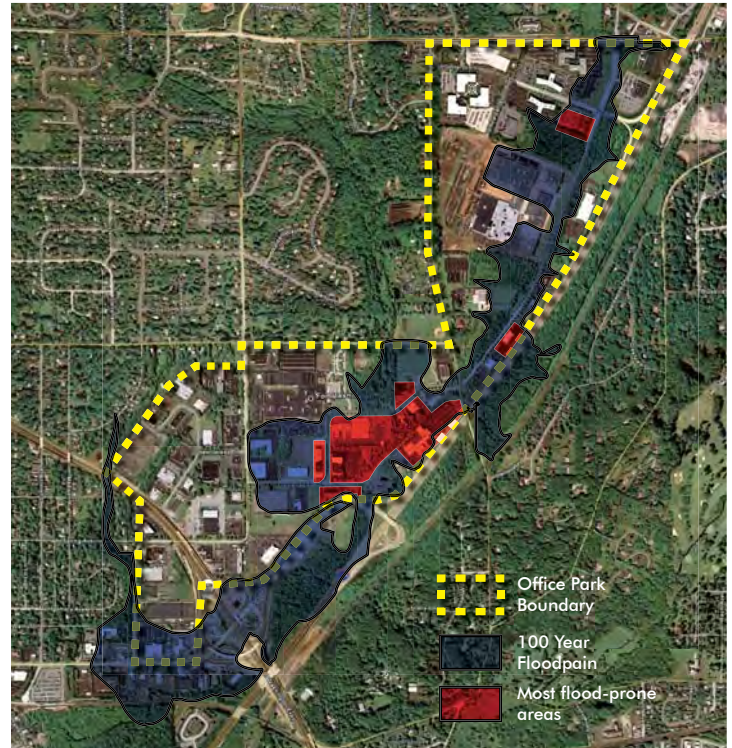 Office Park
Boundary
100 Year
Floodpain
Most flood-prone
areas